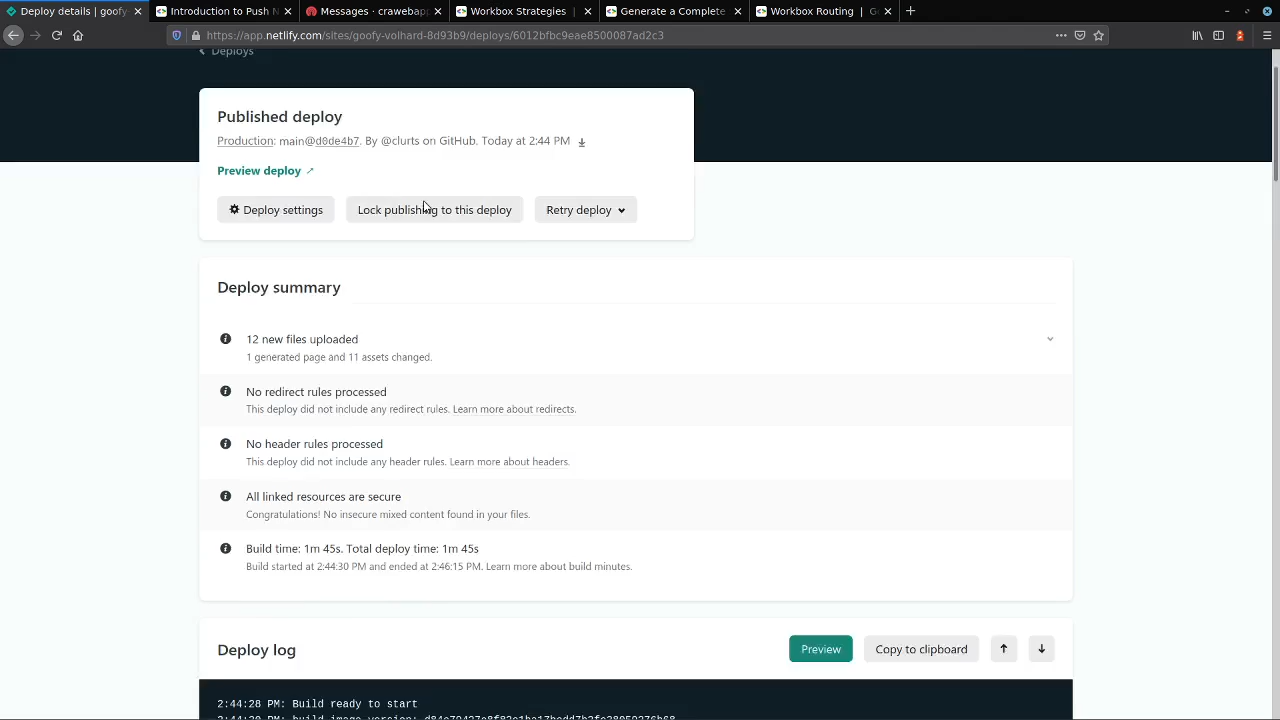 Deploy details | goofy-
Introduction to Push N
Messages · crawebapp
Workbox Strategies |
Generate a Complete
Workbox Routing | Go
https://app.netlify.com/sites/goofy-volhard-8d93b9/deploys/6012bfbc9eae8500087ad2c3
Deploys
Published deploy
Production: main@d0de4b7. By @clurts on GitHub. Today at 2:44 PM
Preview deploy ↗
Deploy settings
Lock publishing to this deploy
Retry deploy
Deploy summary
12 new files uploaded
1 generated page and 11 assets changed.
No redirect rules processed
This deploy did not include any redirect rules. Learn more about redirects.
No header rules processed
This deploy did not include any header rules. Learn more about headers.
All linked resources are secure
Congratulations! No insecure mixed content found in your files.
Build time: 1m 45s. Total deploy time: 1m 45s
Build started at 2:44:30 PM and ended at 2:46:15 PM. Learn more about build minutes.
Deploy log
Preview
Copy to clipboard
2:44:28 PM: Build ready to start